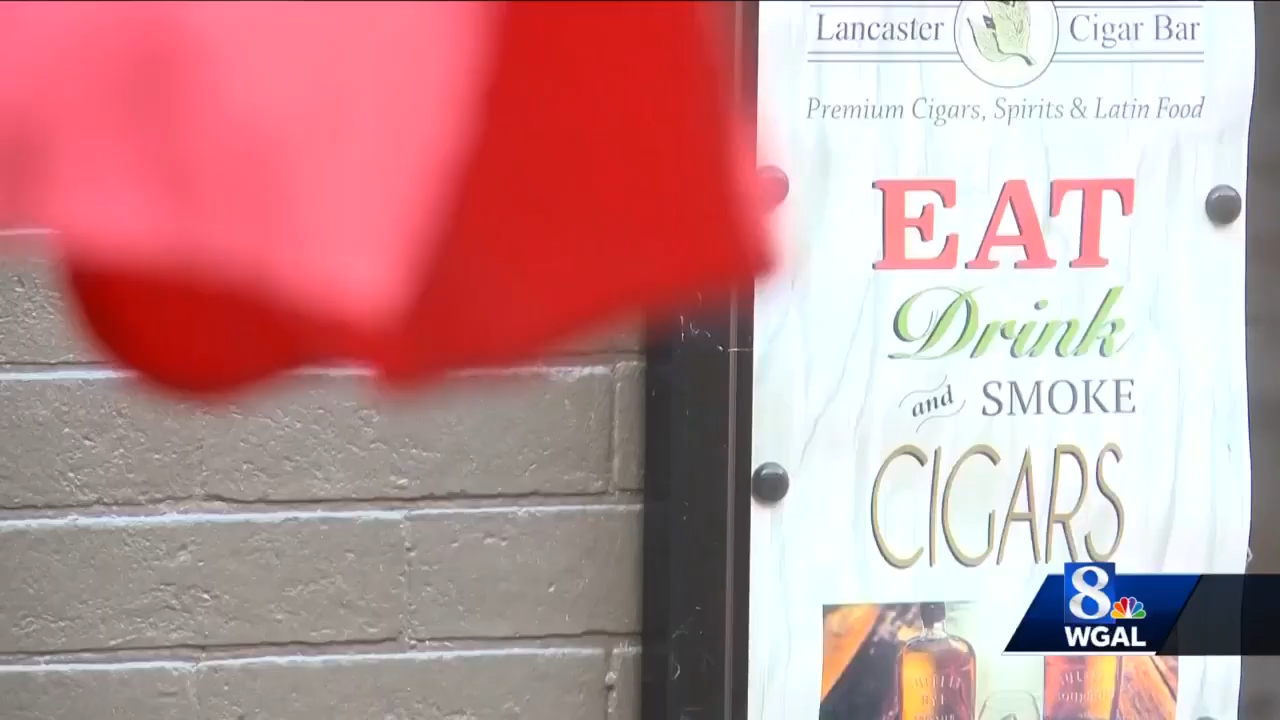 Lancaster Cigar Bar
Premium Cigars, Spirits & Latin Food
EAT
Drink
and SMOKE
CIGARS
8
WGAL